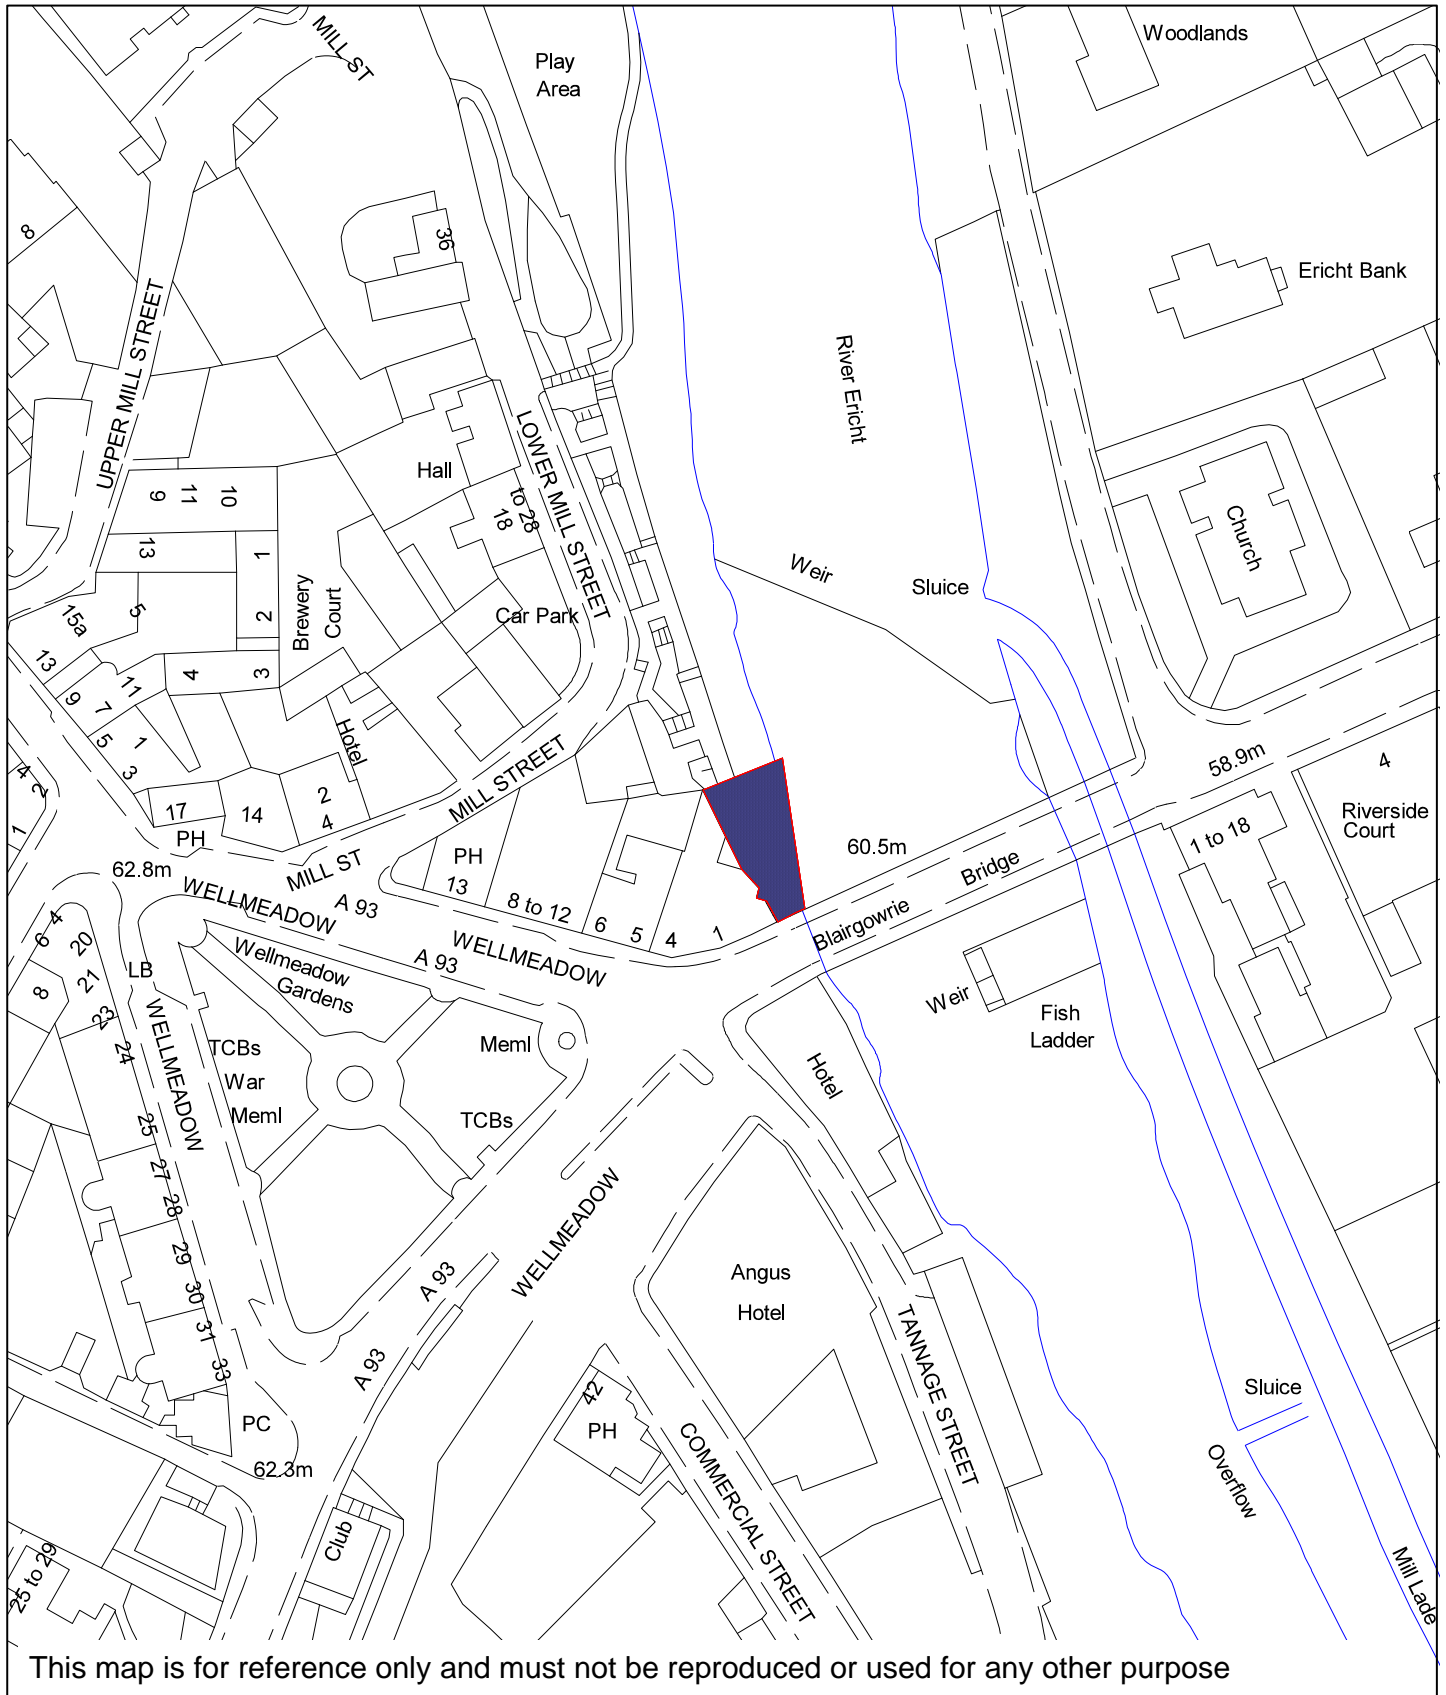 MILL ST
Play
Area
Woodlands
8
36
Ericht Bank
UPPER MILL STREET
River Ericht
LOWER MILL STREET
Hall
9
11
10
18
to 28
Church
13
1
Weir
Sluice
Brewery
Court
2
Car Park
15a
5
13
4
3
11
9
7
5
1
3
Hotel
MILL STREET
58.9m
4
4
2
1
17
14
2
4
Riverside
Court
PH
MILL ST
60.5m
1 to 18
62.8m
PH
13
Bridge
WELLMEADOW
A 93
8 to 12
6
5
4
1
Blairgowrie
WELLMEADOW
A 93
4
6
20
21
8
23
24
LB
Wellmeadow
Gardens
WELLMEADOW
Weir
Fish
Ladder
TCBs
War
Meml
Meml
Hotel
TCBs
25
27
28
29
30
31
33
WELLMEADOW
A 93
Angus
Hotel
TANNAGE STREET
A 93
42
PH
Sluice
PC
COMMERCIAL STREET
62.3m
Overflow
Club
25 to 29
Mill Lade
This map is for reference only and must not be reproduced or used for any other purpose